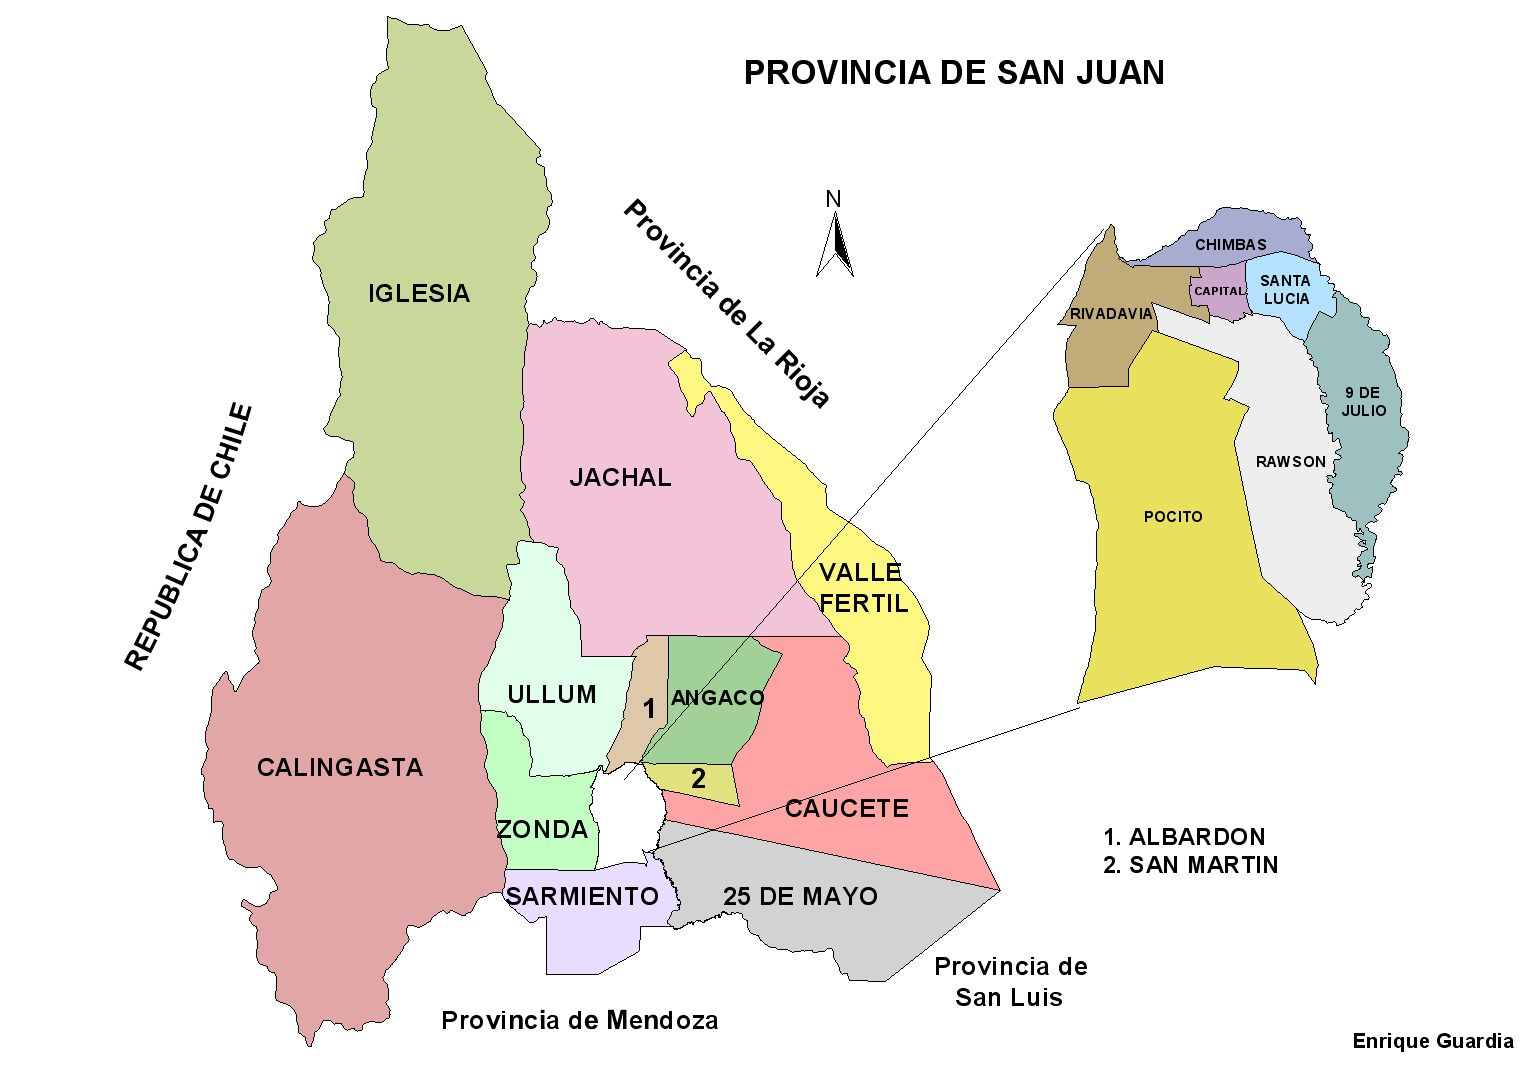 PROVINCIA DE SAN JUAN
N
Provincia de La Rioja
REPUBLICA DE CHILE
IGLESIA
JACHAL
VALLE
FERTIL
ULLUM
1
ANGACO
CALINGASTA
2
ZONDA
CAUCETE
SARMIENTO
25 DE MAYO
Provincia de
San Luis
Provincia de Mendoza
CHIMBAS
SANTA
LUCIA
CAPITAL
RIVADAVIA
9 DE
JULIO
RAWSON
POCITO
1. ALBARDON
2. SAN MARTIN
Enrique Guardia